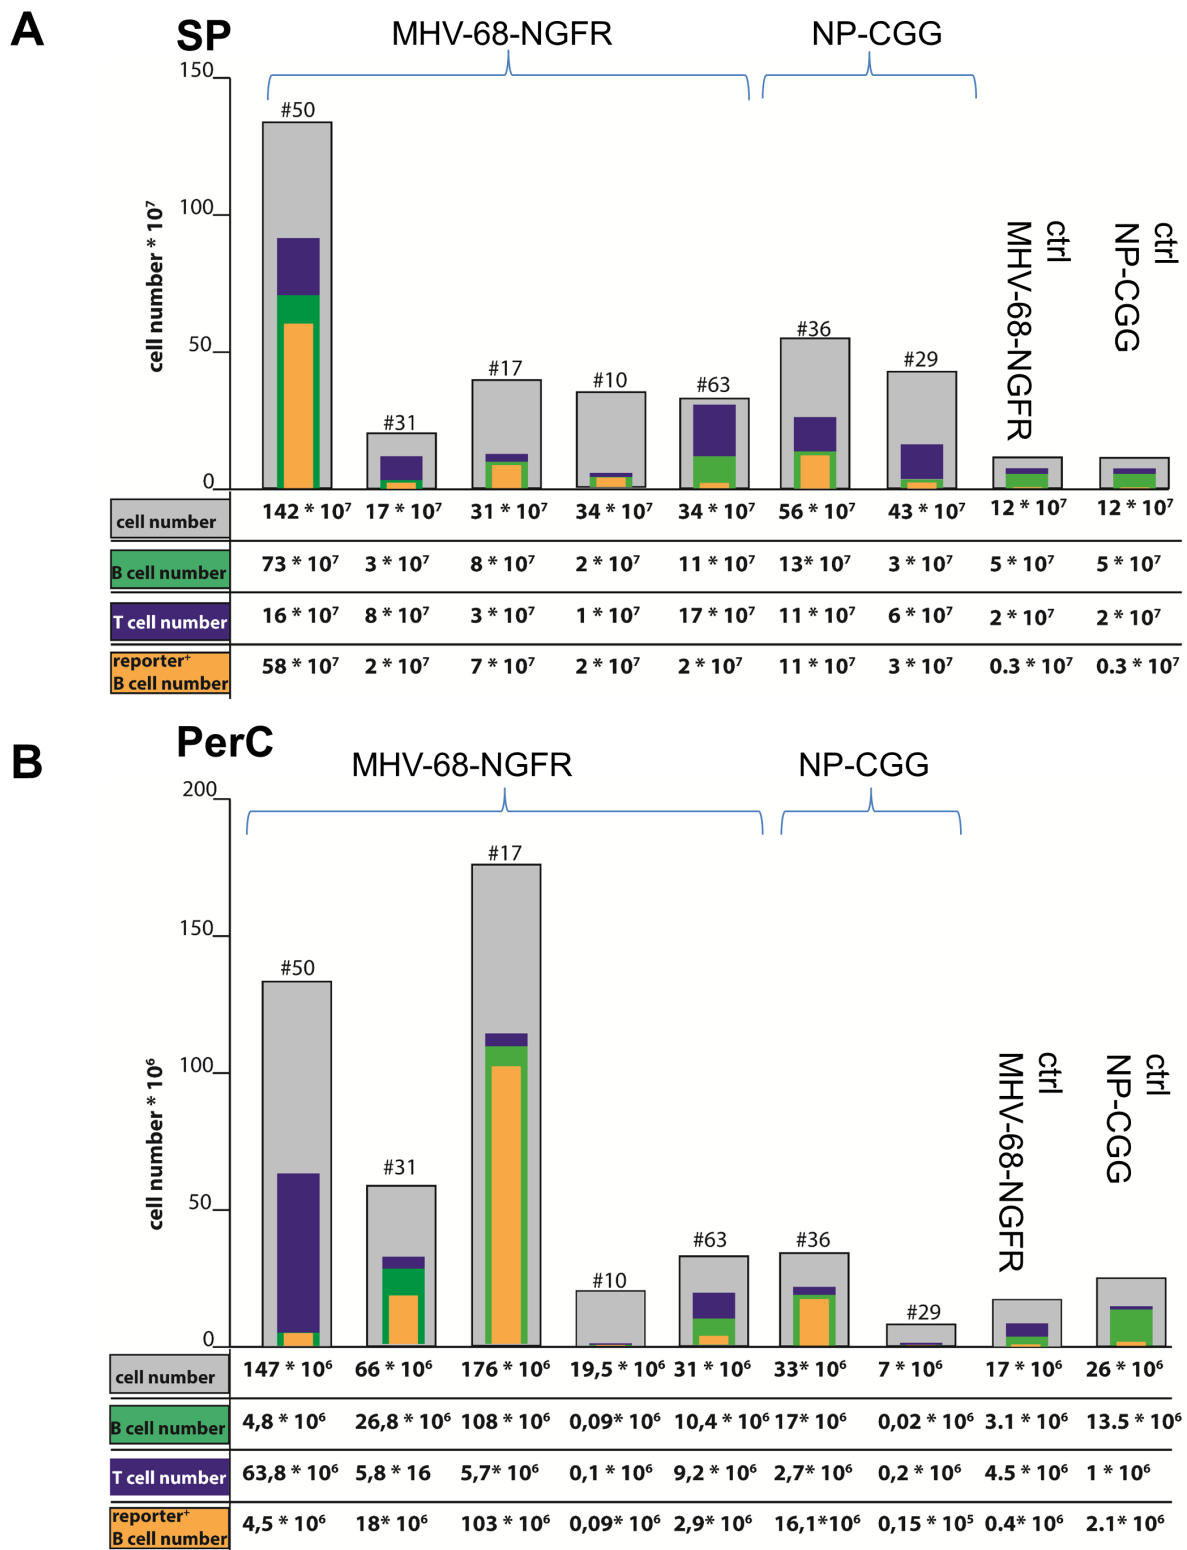 A
SP
MHV-68-NGFR
NP-CGG
150
100
50
0
cell number * 10⁷
#50
#31
#17
#10
#63
#36
#29
ctrl
MHV-68-NGFR
ctrl
NP-CGG
cell number 142 * 10⁷ 17 * 10⁷ 31 * 10⁷ 34 * 10⁷ 34 * 10⁷ 56 * 10⁷ 43 * 10⁷ 12 * 10⁷ 12 * 10⁷
B cell number 73 * 10⁷ 3 * 10⁷ 8 * 10⁷ 2 * 10⁷ 11 * 10⁷ 13* 10⁷ 3 * 10⁷ 5 * 10⁷ 5 * 10⁷
T cell number 16 * 10⁷ 8 * 10⁷ 3 * 10⁷ 1 * 10⁷ 17 * 10⁷ 11 * 10⁷ 6 * 10⁷ 2 * 10⁷ 2 * 10⁷
reporter⁺
B cell number 58 * 10⁷ 2 * 10⁷ 7 * 10⁷ 2 * 10⁷ 2 * 10⁷ 11 * 10⁷ 3 * 10⁷ 0.3 * 10⁷ 0.3 * 10⁷
B
PerC
MHV-68-NGFR
NP-CGG
200
150
100
50
0
cell number * 10⁶
#50
#31
#17
#10
#63
#36
#29
ctrl
MHV-68-NGFR
ctrl
NP-CGG
cell number 147 * 10⁶ 66 * 10⁶ 176 * 10⁶ 19,5 * 10⁶ 31 * 10⁶ 33* 10⁶ 7 * 10⁶ 17 * 10⁶ 26 * 10⁶
B cell number 4,8 * 10⁶ 26,8 * 10⁶ 108 * 10⁶ 0,09* 10⁶ 10,4 * 10⁶ 17* 10⁶ 0,02 * 10⁶ 3.1 * 10⁶ 13.5 * 10⁶
T cell number 63,8 * 10⁶ 5,8 * 16 5,7* 10⁶ 0,1 * 10⁶ 9,2 * 10⁶ 2,7* 10⁶ 0,2 * 10⁶ 4.5 * 10⁶ 1 * 10⁶
reporter⁺
B cell number 4,5 * 10⁶ 18* 10⁶ 103 * 10⁶ 0,09* 10⁶ 2,9* 10⁶ 16,1*10⁶ 0,15 * 10⁵ 0.4* 10⁶ 2.1* 10⁶